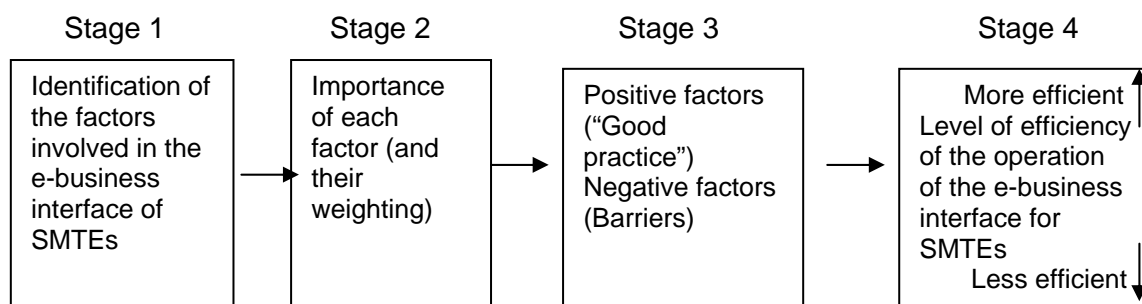 Stage 1
Stage 2
Stage 3
Stage 4
Identification of
the factors
involved in the
e-business
interface of
SMTEs
Importance
of each
factor (and
their
weighting)
Positive factors
(“Good
practice”)
Negative factors
(Barriers)
More efficient
Level of efficiency
of the operation
of the e-business
interface for
SMTEs
Less efficient